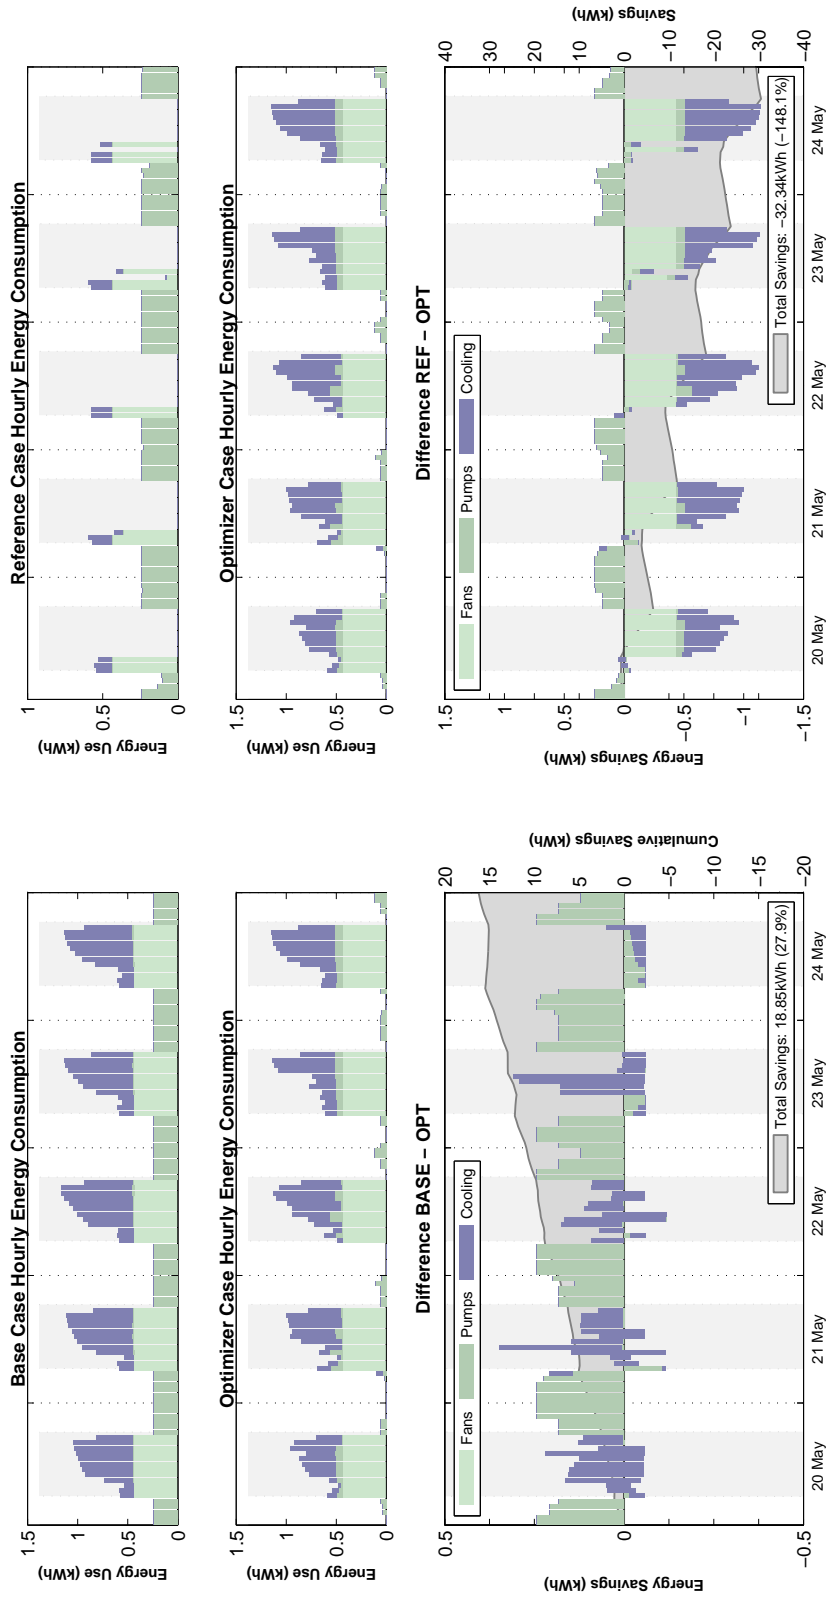 Base Case Hourly Energy Consumption
Energy Use (kWh)
1.5
1
0.5
0
Optimizer Case Hourly Energy Consumption
Energy Use (kWh)
1.5
1
0.5
0
Difference BASE − OPT
Fans Pumps Cooling
Energy Savings (kWh)
0.5
0
−0.5
Cumulative Savings (kWh)
20
15
10
5
0
−5
−10
−15
−20
Total Savings: 18.85kWh (27.9%)
20 May 21 May 22 May 23 May 24 May
Reference Case Hourly Energy Consumption
Energy Use (kWh)
1
0.5
0
Optimizer Case Hourly Energy Consumption
Energy Use (kWh)
1.5
1
0.5
0
Difference REF − OPT
Fans Pumps Cooling
Energy Savings (kWh)
1.5
1
0.5
0
−0.5
−1
−1.5
Savings (kWh)
40
30
20
10
0
−10
−20
−30
−40
Total Savings: −32.34kWh (−148.1%)
20 May 21 May 22 May 23 May 24 May